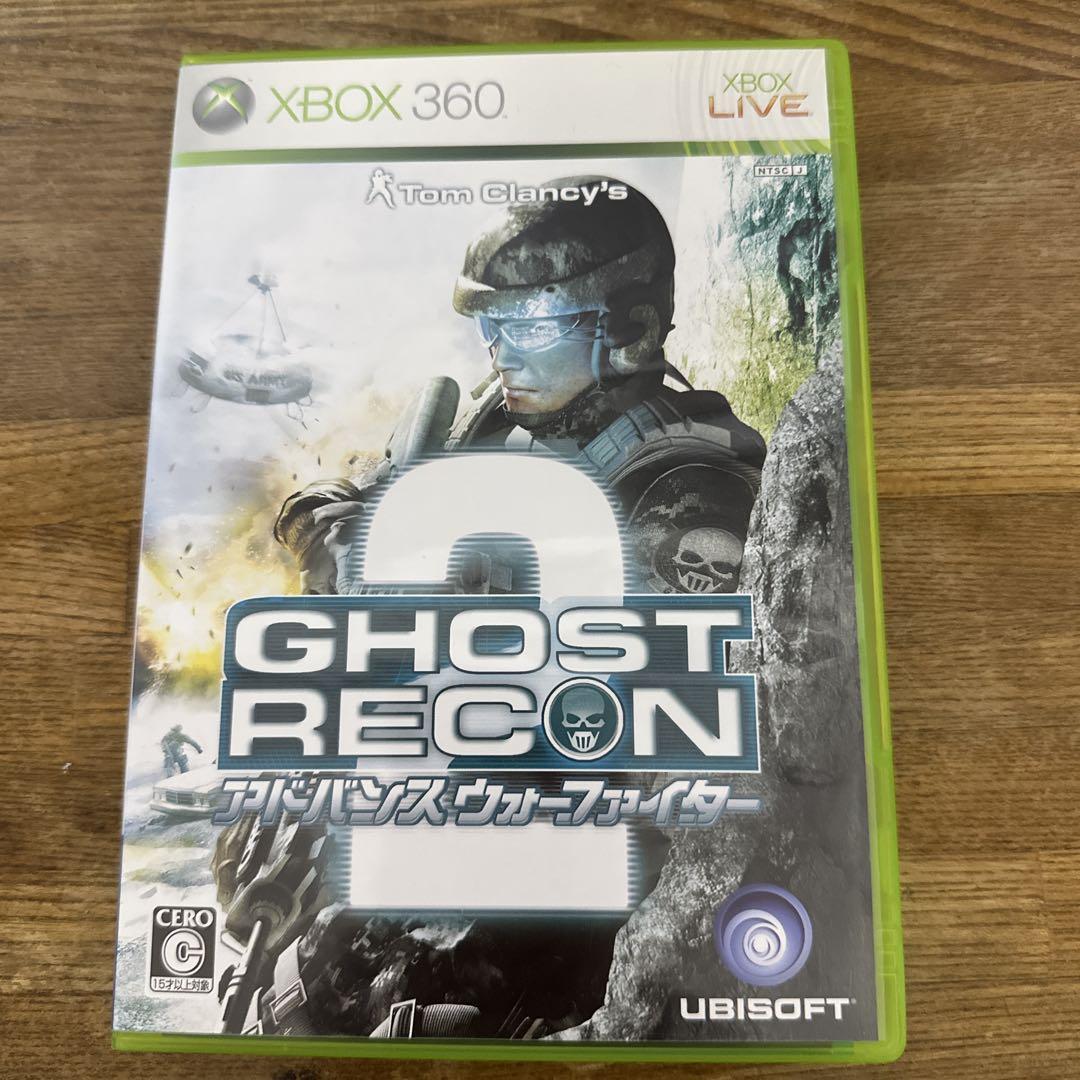 XBOX 360
XBOX
LIVE
NTSC J
Tom Clancy's
2
GHOST
RECON
アドバンス ウォーファイター
CERO
C
15才以上対象
UBISOFT